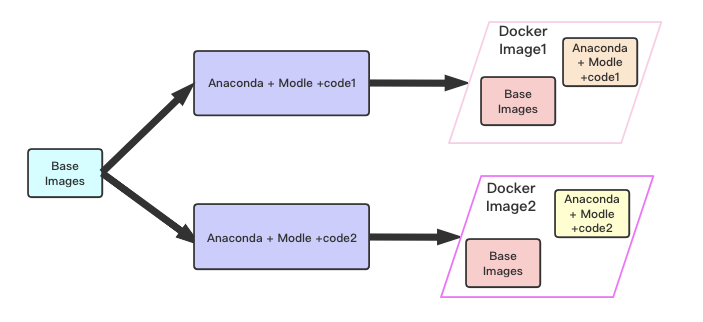 Base
Images
Anaconda + Modle +code1
Docker
Image1
Anaconda
+ Modle
+code1
Base
Images
Anaconda + Modle +code2
Docker
Image2
Anaconda
+ Modle
+code2
Base
Images